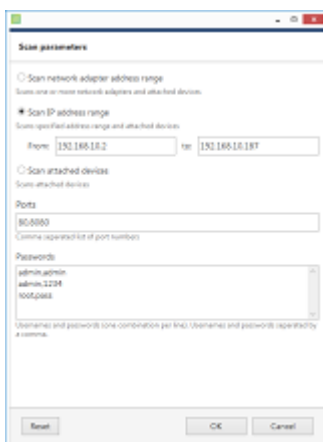 Scan parameters
Scan network adapter address range
Scans one or more network adapters and attached devices.
Scan IP address range
Scans specified address range and attached devices
From: 192.168.10.2 to: 192.168.10.187
Scan attached devices
Scans attached devices
Ports
80,8080
Comma separated list of port numbers
Passwords
admin,admin
admin,1234
root,pass
Usernames and passwords (one combination per line). Usernames and passwords separated by
a comma.
Reset OK Cancel